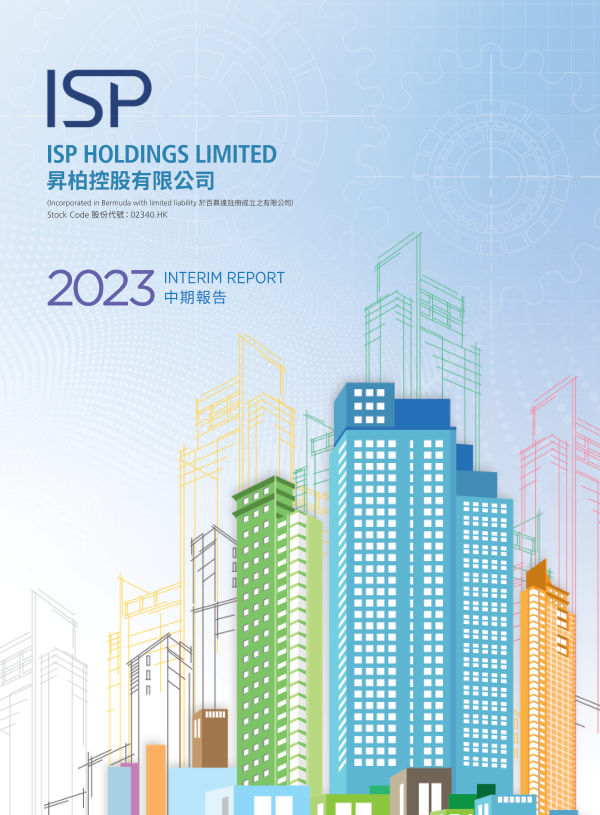 ISP
ISP HOLDINGS LIMITED
昇柏控股有限公司
(Incorporated in Bermuda with limited liability 於百慕達註冊成立之有限公司)
Stock Code 股份代號：02340.HK
2023 INTERIM REPORT
中期報告